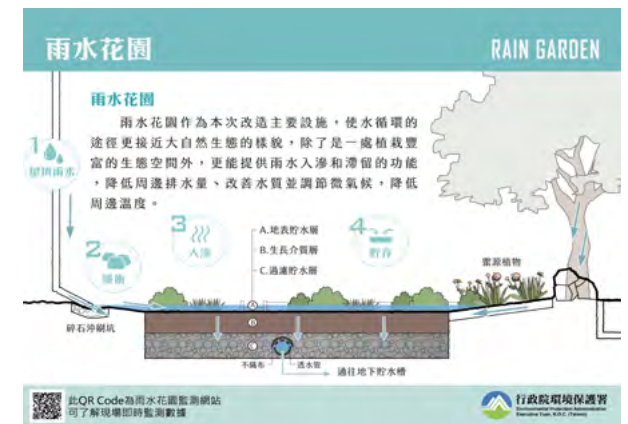 雨水花園
RAIN GARDEN
雨水花園
雨水花園作為本次改造主要設施，使水循環的
途徑更接近大自然生態的樣貌，除了是一處植栽豐
富的生態空間外，更能提供雨水入滲和滯留的功能
，降低周邊排水量、改善水質並調節微氣候，降低
周邊溫度。
1
屋頂雨水
2
3
入滲
4
貯存
A.地表貯水層
B.生長介質層
C.過濾貯水層
蜜源植物
碎石沖刷坑
A
B
C
不織布
透水管
通往地下貯水槽
此QR Code為雨水花園監測網站
可了解現場即時監測數據
行政院環境保護署
Environmental Protection Administration
Executive Yuan, R.O.C. (Taiwan)